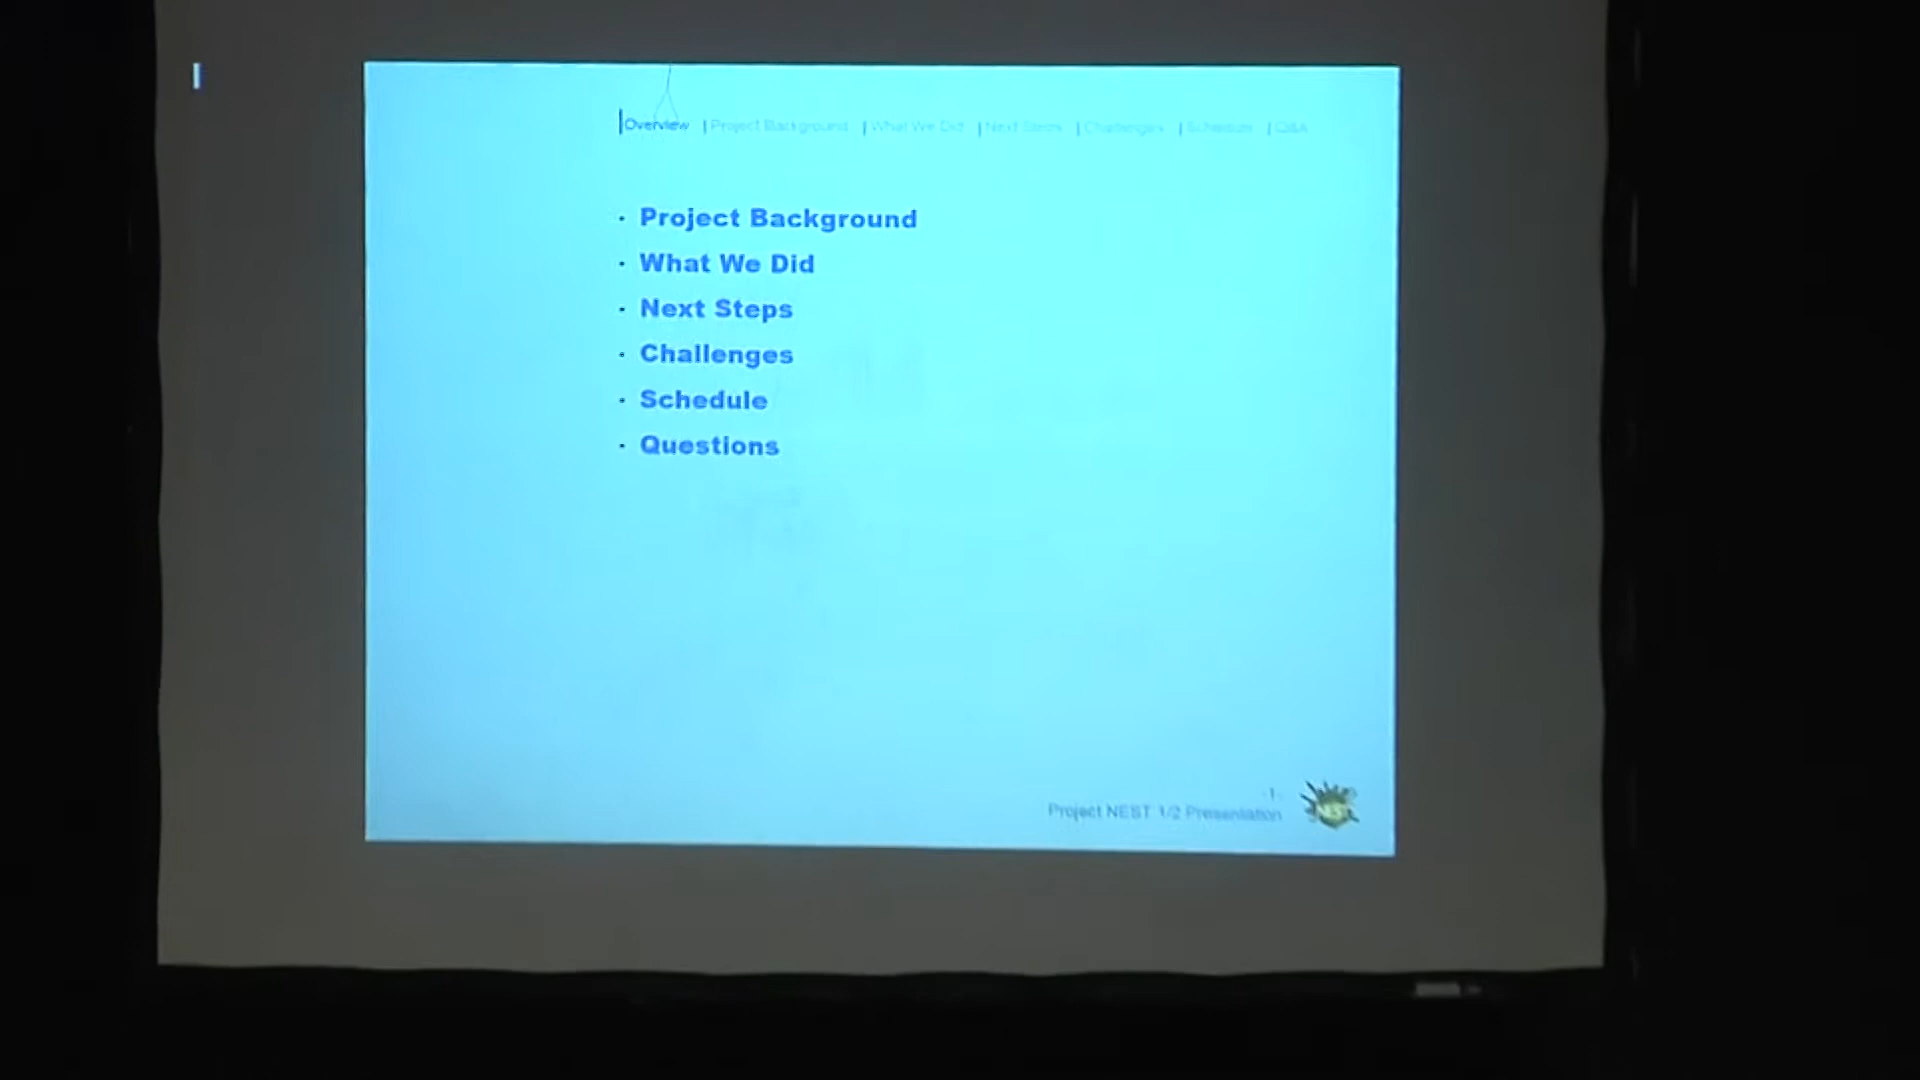 Overview | Project Background | What We Did | Next Steps | Challenges | Schedule | Q&A
· Project Background
· What We Did
· Next Steps
· Challenges
· Schedule
· Questions
-1-
Project NEST 1/2 Presentation